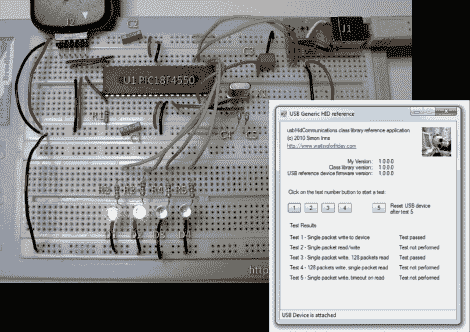 J2
J1
U1 PIC18F4550
USB Generic HID reference
usbHidCommunications class library reference application
(c) 2010 Simon Inns
My Version: 1.0.0.0
Class library version: 1.0.0.0
USB reference device firmware version: 1.0.0.0
Click on the test number button to start a test:
1 2 3 4 5 Reset USB device
after test 5
Test Results
Test 1 - Single packet write to device Test passed
Test 2 - Single packet read/write Test not performed
Test 3 - Single packet write, 128 packets read Test passed
Test 4 - 128 packets write, single packet read Test not performed
Test 5 - Single packet write, timeout on read Test not performed
http:
USB Device is attached